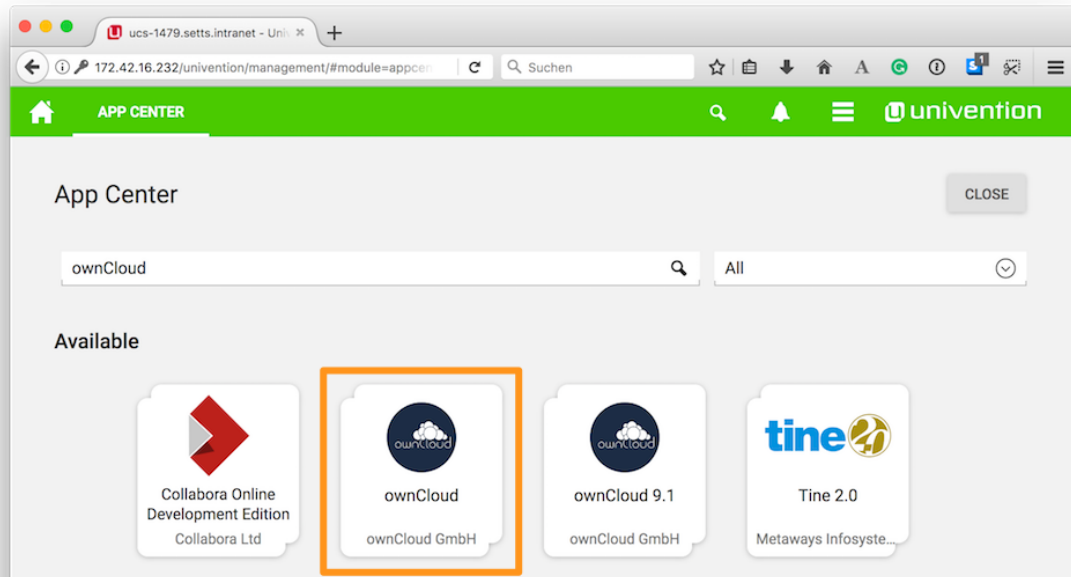 ucs-1479.setts.intranet - Univ
172.42.16.232/univention/management/#module=appcen
Suchen
APP CENTER
univention
App Center
CLOSE
ownCloud
All
Available
ownCloud
ownCloud
tine 2.0
Collabora Online
Development Edition
Collabora Ltd
ownCloud
ownCloud GmbH
ownCloud 9.1
ownCloud GmbH
Tine 2.0
Metaways Infosyste...